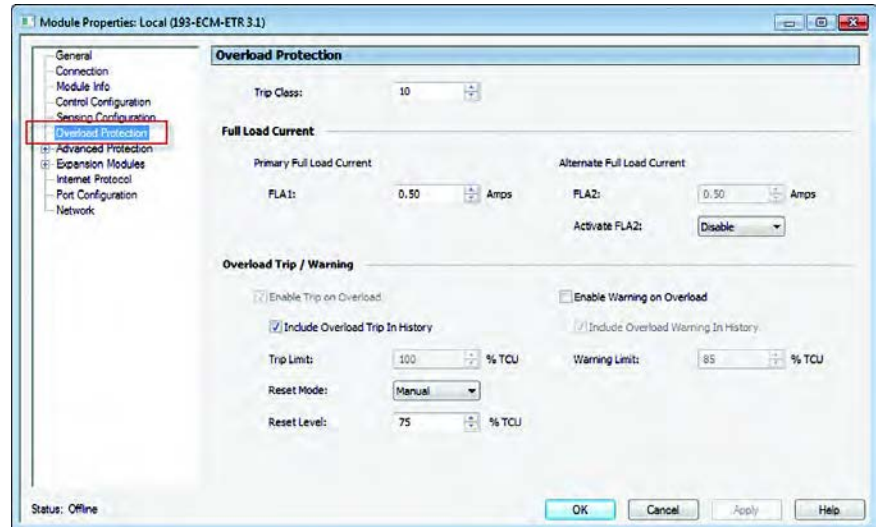 Module Properties: Local (193-ECM-ETR 3.1)
General
Connection
Module Info
Control Configuration
Sensing Configuration
Overload Protection
Advanced Protection
Expansion Modules
Internet Protocol
Port Configuration
Network
Overload Protection
Trip Class: 10
Full Load Current
Primary Full Load Current Alternate Full Load Current
FLA1: 0.50 Amps FLA2: 0.50 Amps
Activate FLA2: Disable
Overload Trip / Warning
Enable Trip on Overload Enable Warning on Overload
Include Overload Trip In History Include Overload Warning In History
Trip Limit: 100 % TCU Warning Limit: 85 % TCU
Reset Mode: Manual
Reset Level: 75 % TCU
Status: Offline OK Cancel Apply Help